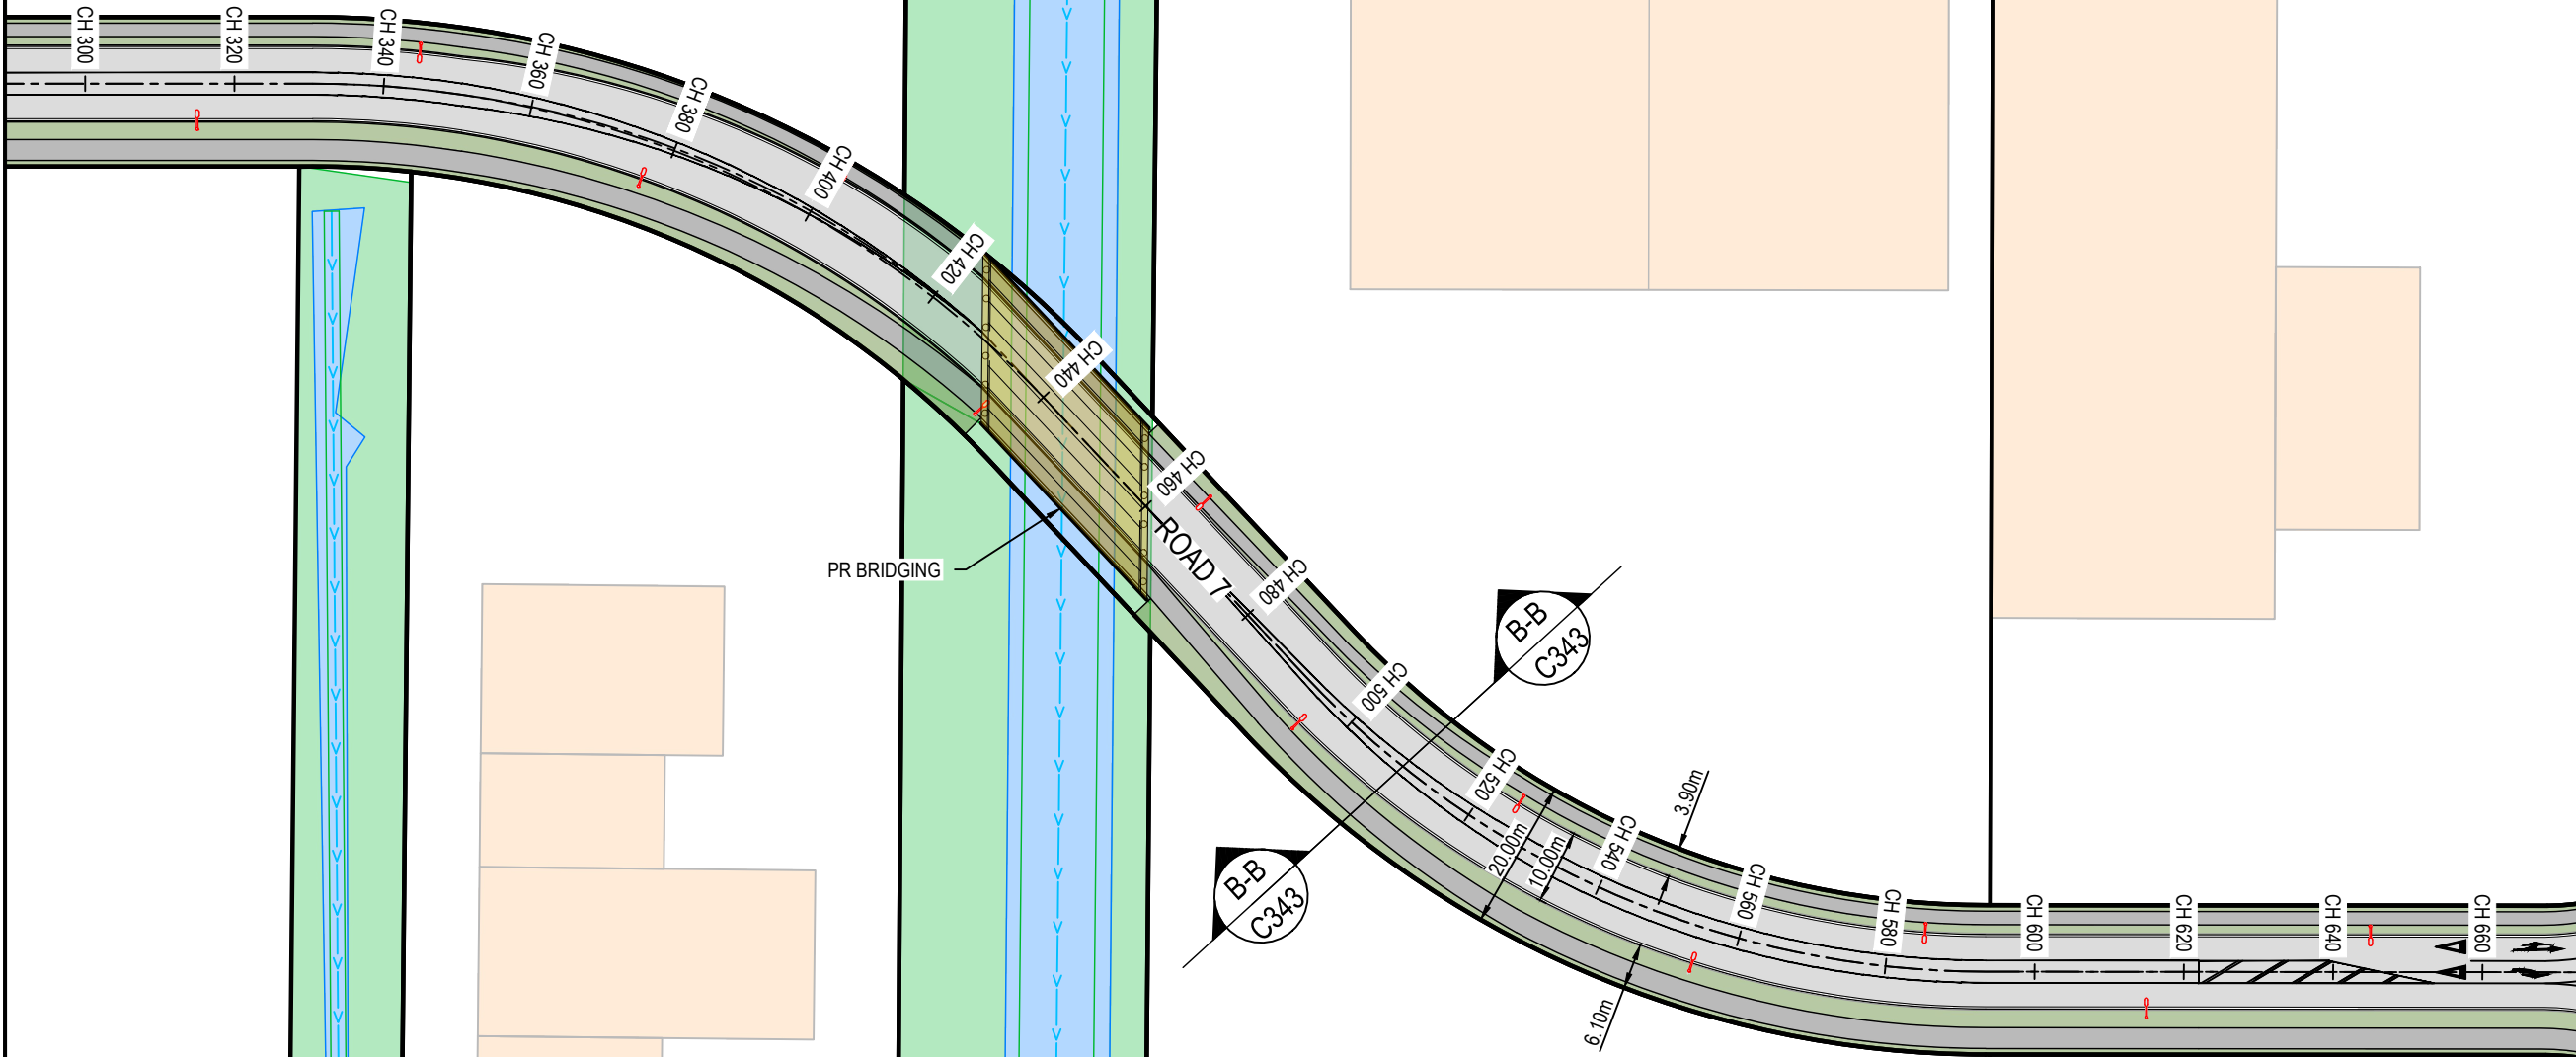 CH 300
CH 320
CH 340
CH 360
CH 380
CH 400
CH 420
CH 440
CH 460
PR BRIDGING
ROAD 7
CH 480
B-B
C343
CH 500
CH 520
3.90m
20.00m
10.00m
CH 540
B-B
C343
CH 560
CH 580
CH 600
CH 620
CH 640
CH 660
6.10m